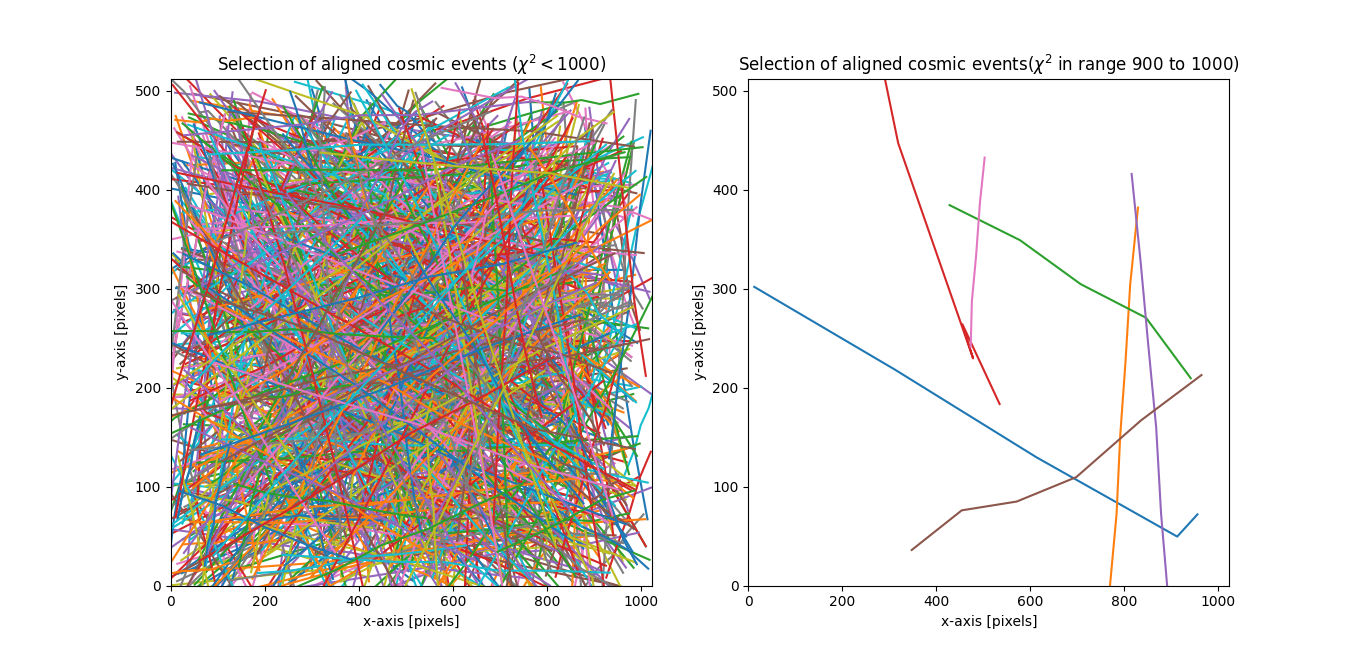 Selection of aligned cosmic events (χ² < 1000)
500
400
300
200
100
0
0 200 400 600 800 1000
x-axis [pixels]
y-axis [pixels]
Selection of aligned cosmic events(χ² in range 900 to 1000)
500
400
300
200
100
0
0 200 400 600 800 1000
x-axis [pixels]
y-axis [pixels]